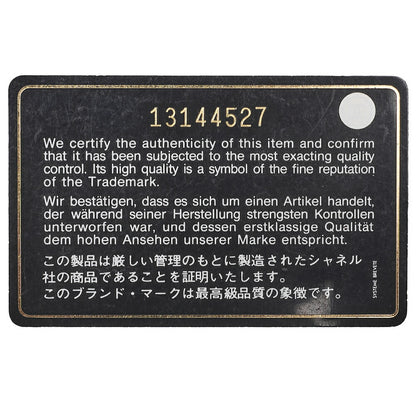 13144527
We certify the authenticity of this item and confirm
that it has been subjected to the most exacting quality
control. Its high quality is a symbol of the fine reputation
of the Trademark.
Wir bestätigen, dass es sich um einen Artikel handelt,
der während seiner Herstellung strengsten Kontrollen
unterworfen war, und dessen erstklassige Qualität
dem hohen Ansehen unserer Marke entspricht.
この製品は厳しい管理のもとに製造されたシャネル
社の商品であることを証明いたします。
このブランド・マークは最高級品質の象徴です。
SYSTEME BREVETE